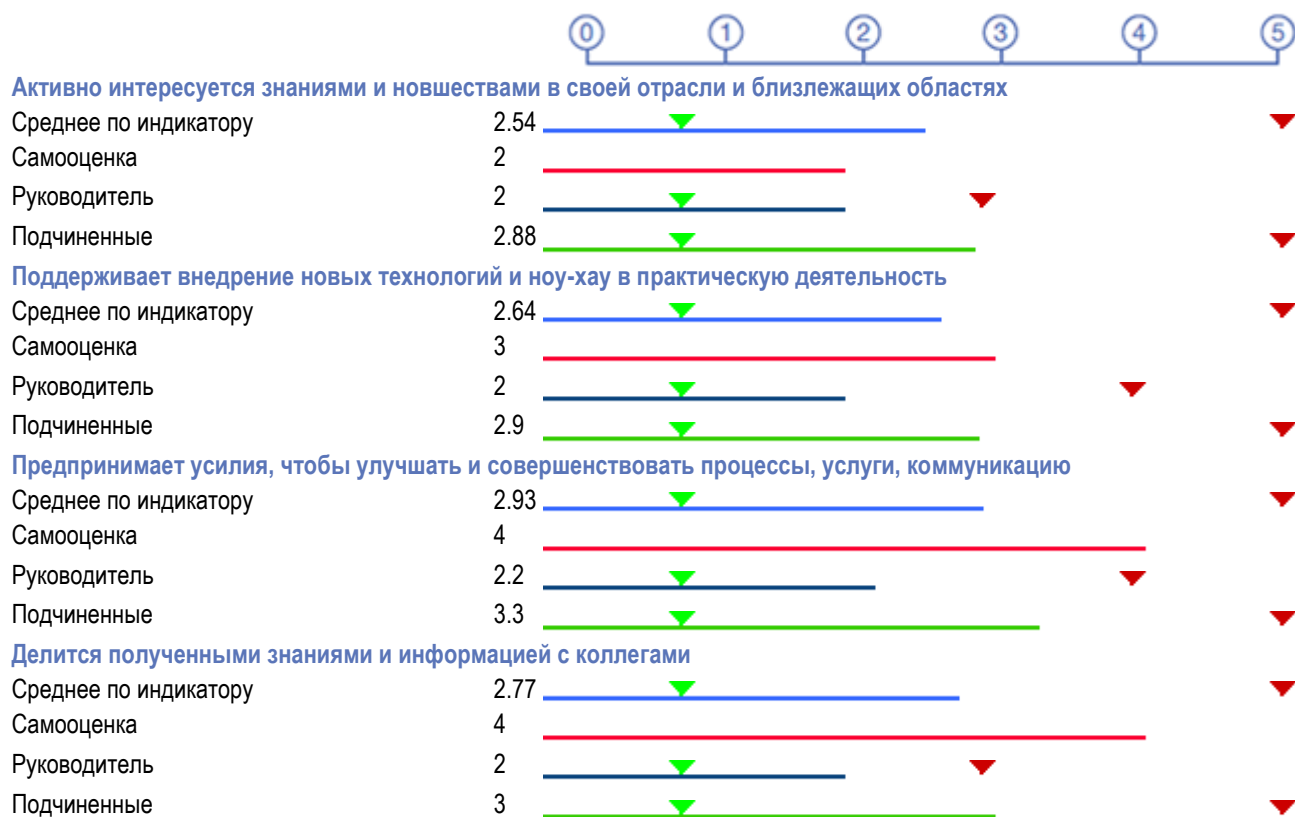 0 1 2 3 4 5
Активно интересуется знаниями и новшествами в своей отрасли и близлежащих областях
Среднее по индикатору 2.54
Самооценка 2
Руководитель 2
Подчиненные 2.88
Поддерживает внедрение новых технологий и ноу-хау в практическую деятельность
Среднее по индикатору 2.64
Самооценка 3
Руководитель 2
Подчиненные 2.9
Предпринимает усилия, чтобы улучшать и совершенствовать процессы, услуги, коммуникацию
Среднее по индикатору 2.93
Самооценка 4
Руководитель 2.2
Подчиненные 3.3
Делится полученными знаниями и информацией с коллегами
Среднее по индикатору 2.77
Самооценка 4
Руководитель 2
Подчиненные 3